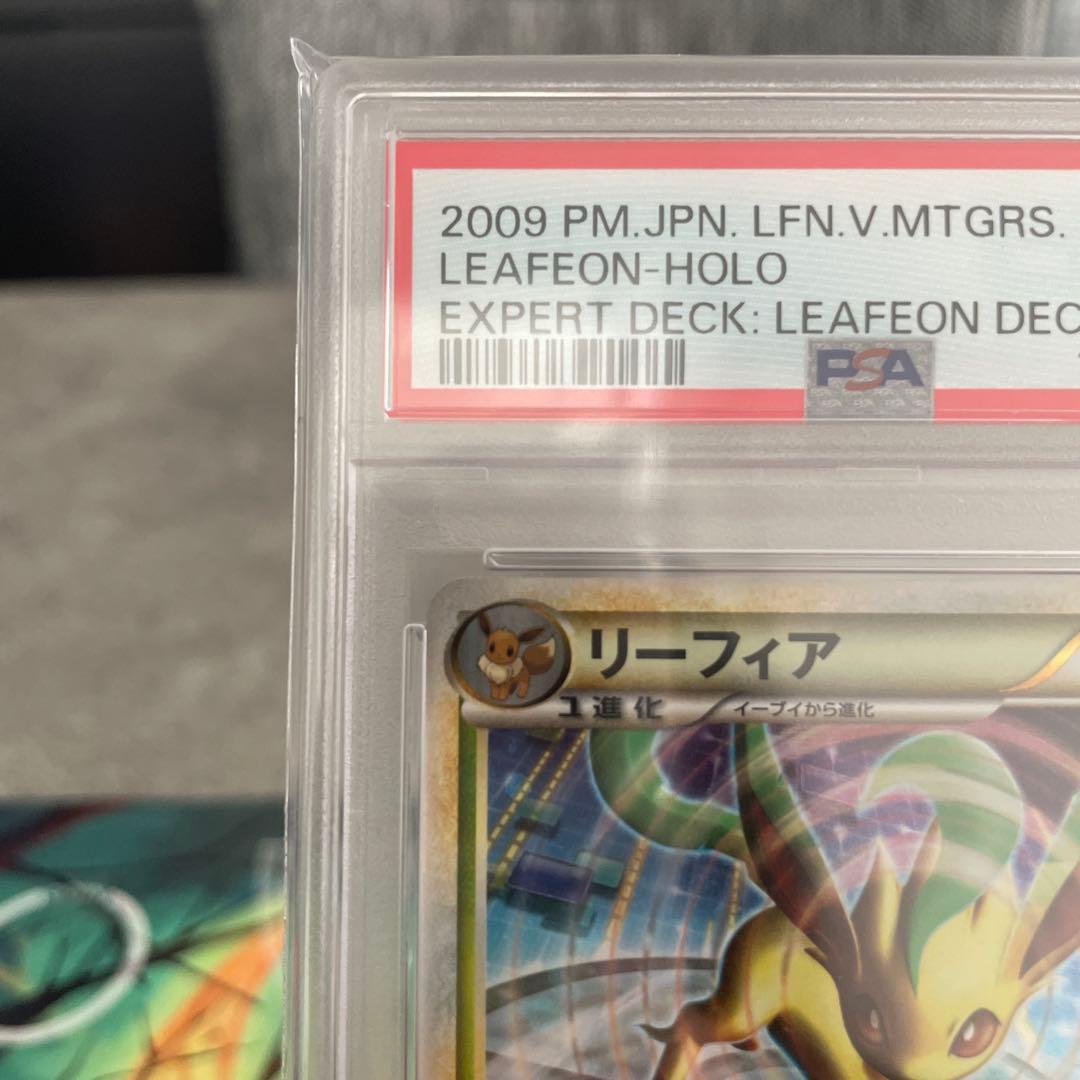 2009 PM.JPN. LFN.V.MTGRS.
LEAFEON-HOLO
EXPERT DECK: LEAFEON DEC
PSA
リーフィア
1進化
イーブイから進化